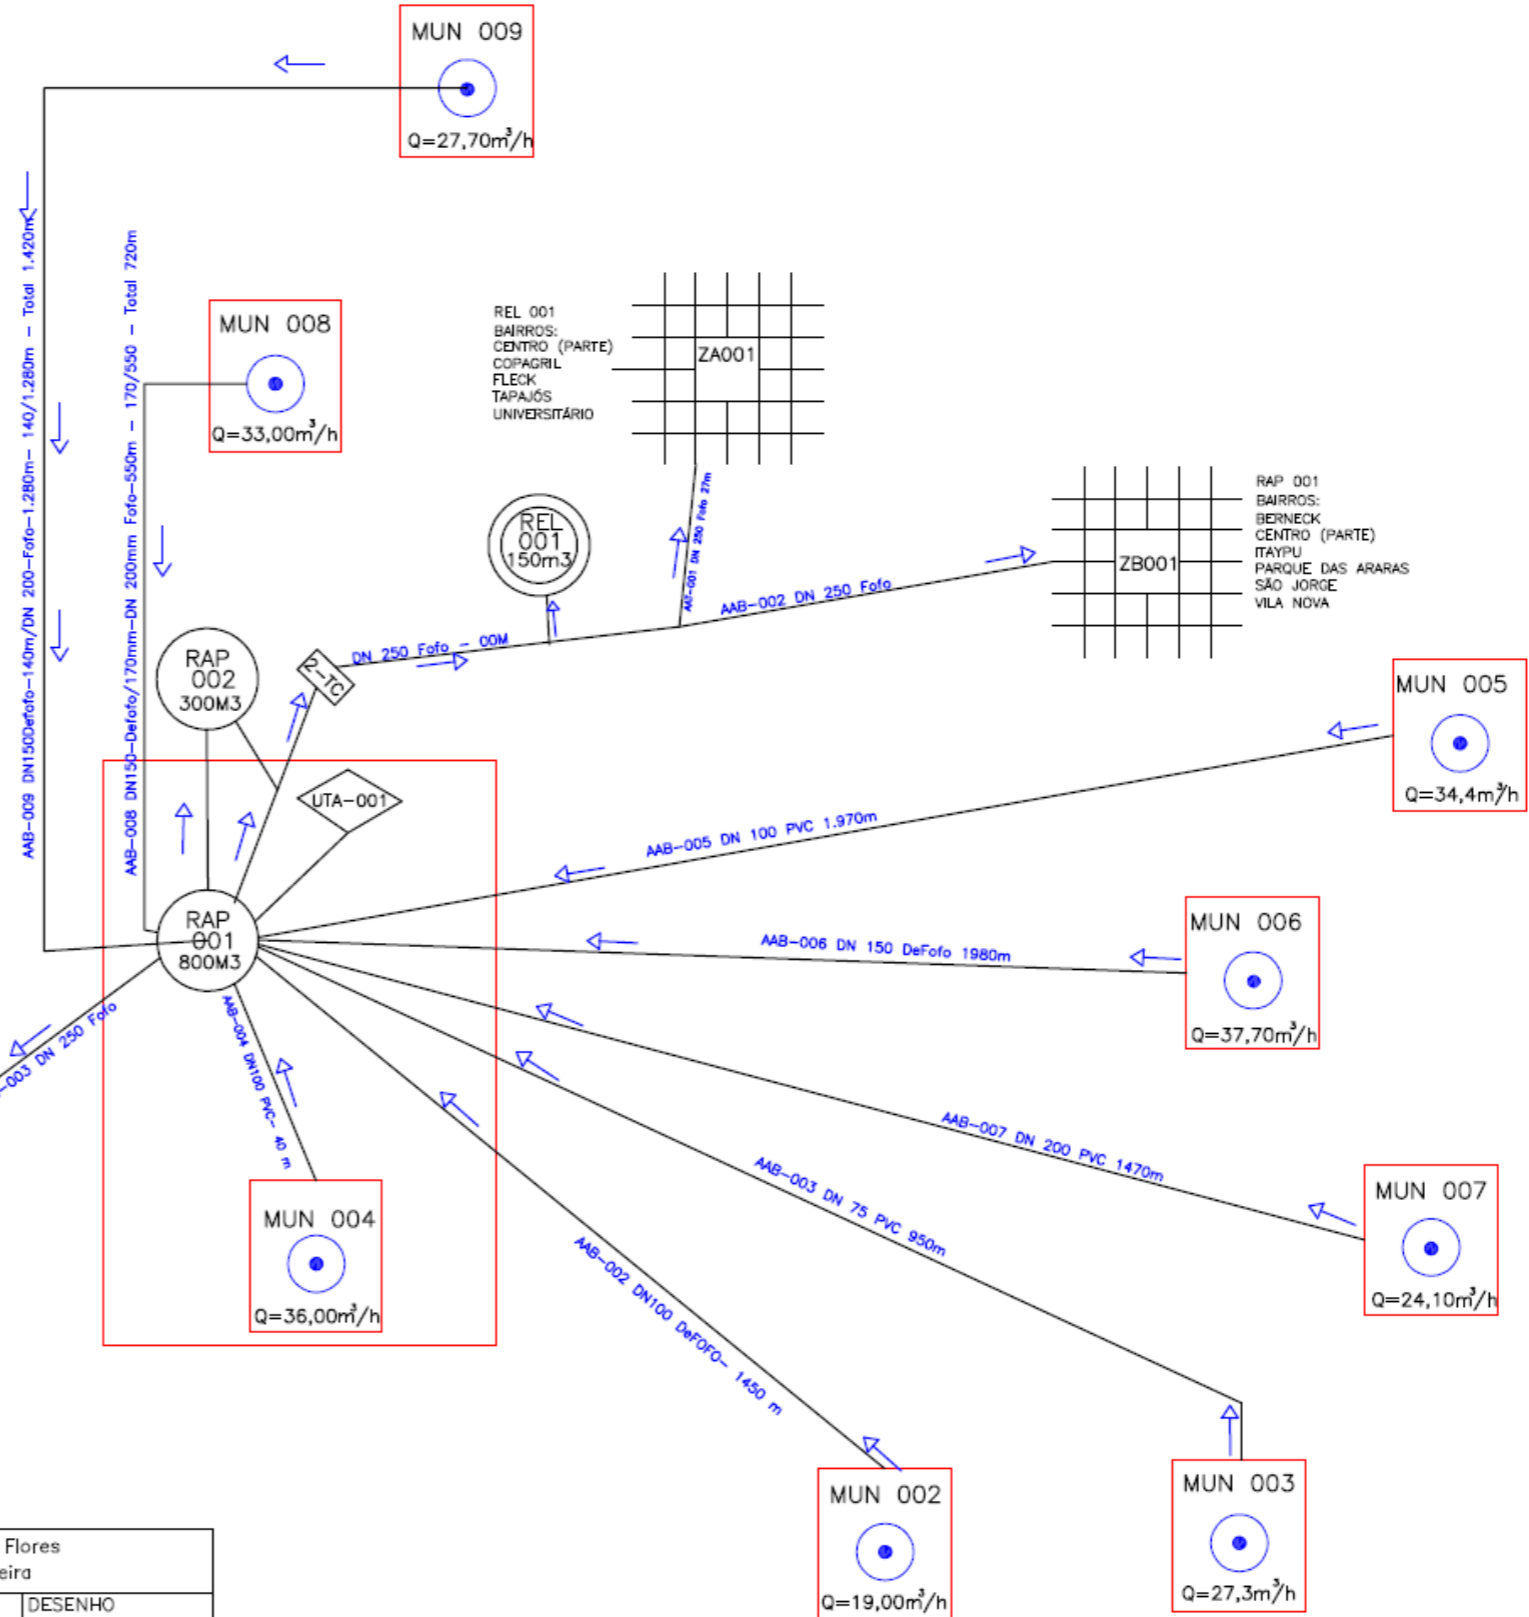 MUN 009
Q=27,70m³/h
AAB-009 DN150Defofo-140m/DN 200-Fofo-1.280m- 140/1.280m - Total 1.420m
AAB-008 DN150-Defofo/170mm-DN 200mm Fofo-550m - 170/550 - Total 720m
MUN 008
Q=33,00m³/h
REL 001
BAIRROS:
CENTRO (PARTE)
COPAGRIL
FLECK
TAPAJÓS
UNIVERSITÁRIO
ZA001
RAP 001
BAIRROS:
BERNECK
CENTRO (PARTE)
ITAYPU
PARQUE DAS ARARAS
SÃO JORGE
VILA NOVA
ZB001
REL
001
150m3
DN 250 Fofo 27m
AAB-002 DN 250 Fofo
DN 250 Fofo - 00M
2-TC
RAP
002
300M3
MUN 005
Q=34,4m³/h
UTA-001
AAB-005 DN 100 PVC 1.970m
RAP
001
800M3
MUN 006
Q=37,70m³/h
AAB-006 DN 150 DeFofo 1980m
-003 DN 250 Fofo
AAB-004 DN100 PVC- 40 m
AAB-007 DN 200 PVC 1470m
AAB-003 DN 75 PVC 950m
MUN 007
Q=24,10m³/h
MUN 004
Q=36,00m³/h
AAB-002 DN100 DeFOFO- 1450 m
MUN 002
Q=19,00m³/h
MUN 003
Q=27,3m³/h
Flores
eira
DESENHO